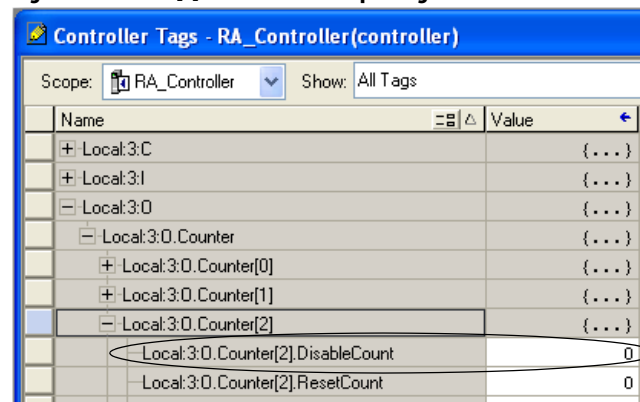 Controller Tags - RA_Controller(controller)
Scope: RA_Controller Show: All Tags
Name Value
Local:3:C {...}
Local:3:I {...}
Local:3:O {...}
Local:3:O.Counter {...}
Local:3:O.Counter[0] {...}
Local:3:O.Counter[1] {...}
Local:3:O.Counter[2] {...}
Local:3:O.Counter[2].DisableCount 0
Local:3:O.Counter[2].ResetCount 0